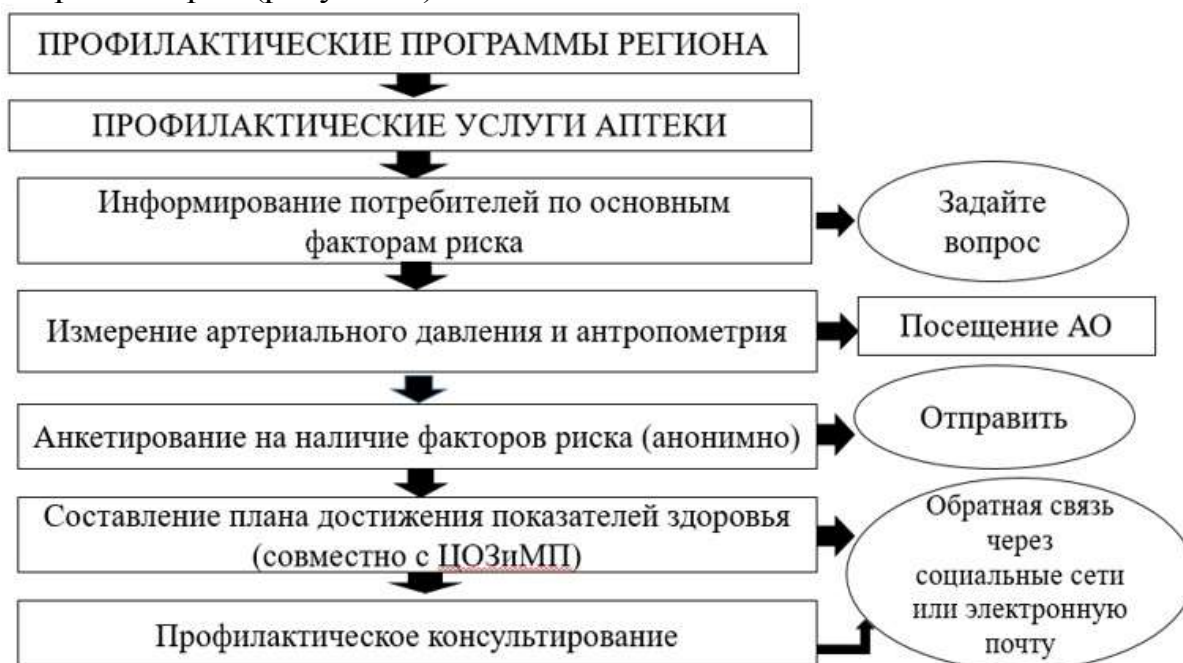 ПРОФИЛАКТИЧЕСКИЕ ПРОГРАММЫ РЕГИОНА
ПРОФИЛАКТИЧЕСКИЕ УСЛУГИ АПТЕКИ
Информирование потребителей по основным
факторам риска
Задайте
вопрос
Измерение артериального давления и антропометрия
Посещение АО
Анкетирование на наличие факторов риска (анонимно)
Отправить
Составление плана достижения показателей здоровья
(совместно с ЦОЗиМП)
Обратная связь
через
социальные сети
или электронную
почту
Профилактическое консультирование